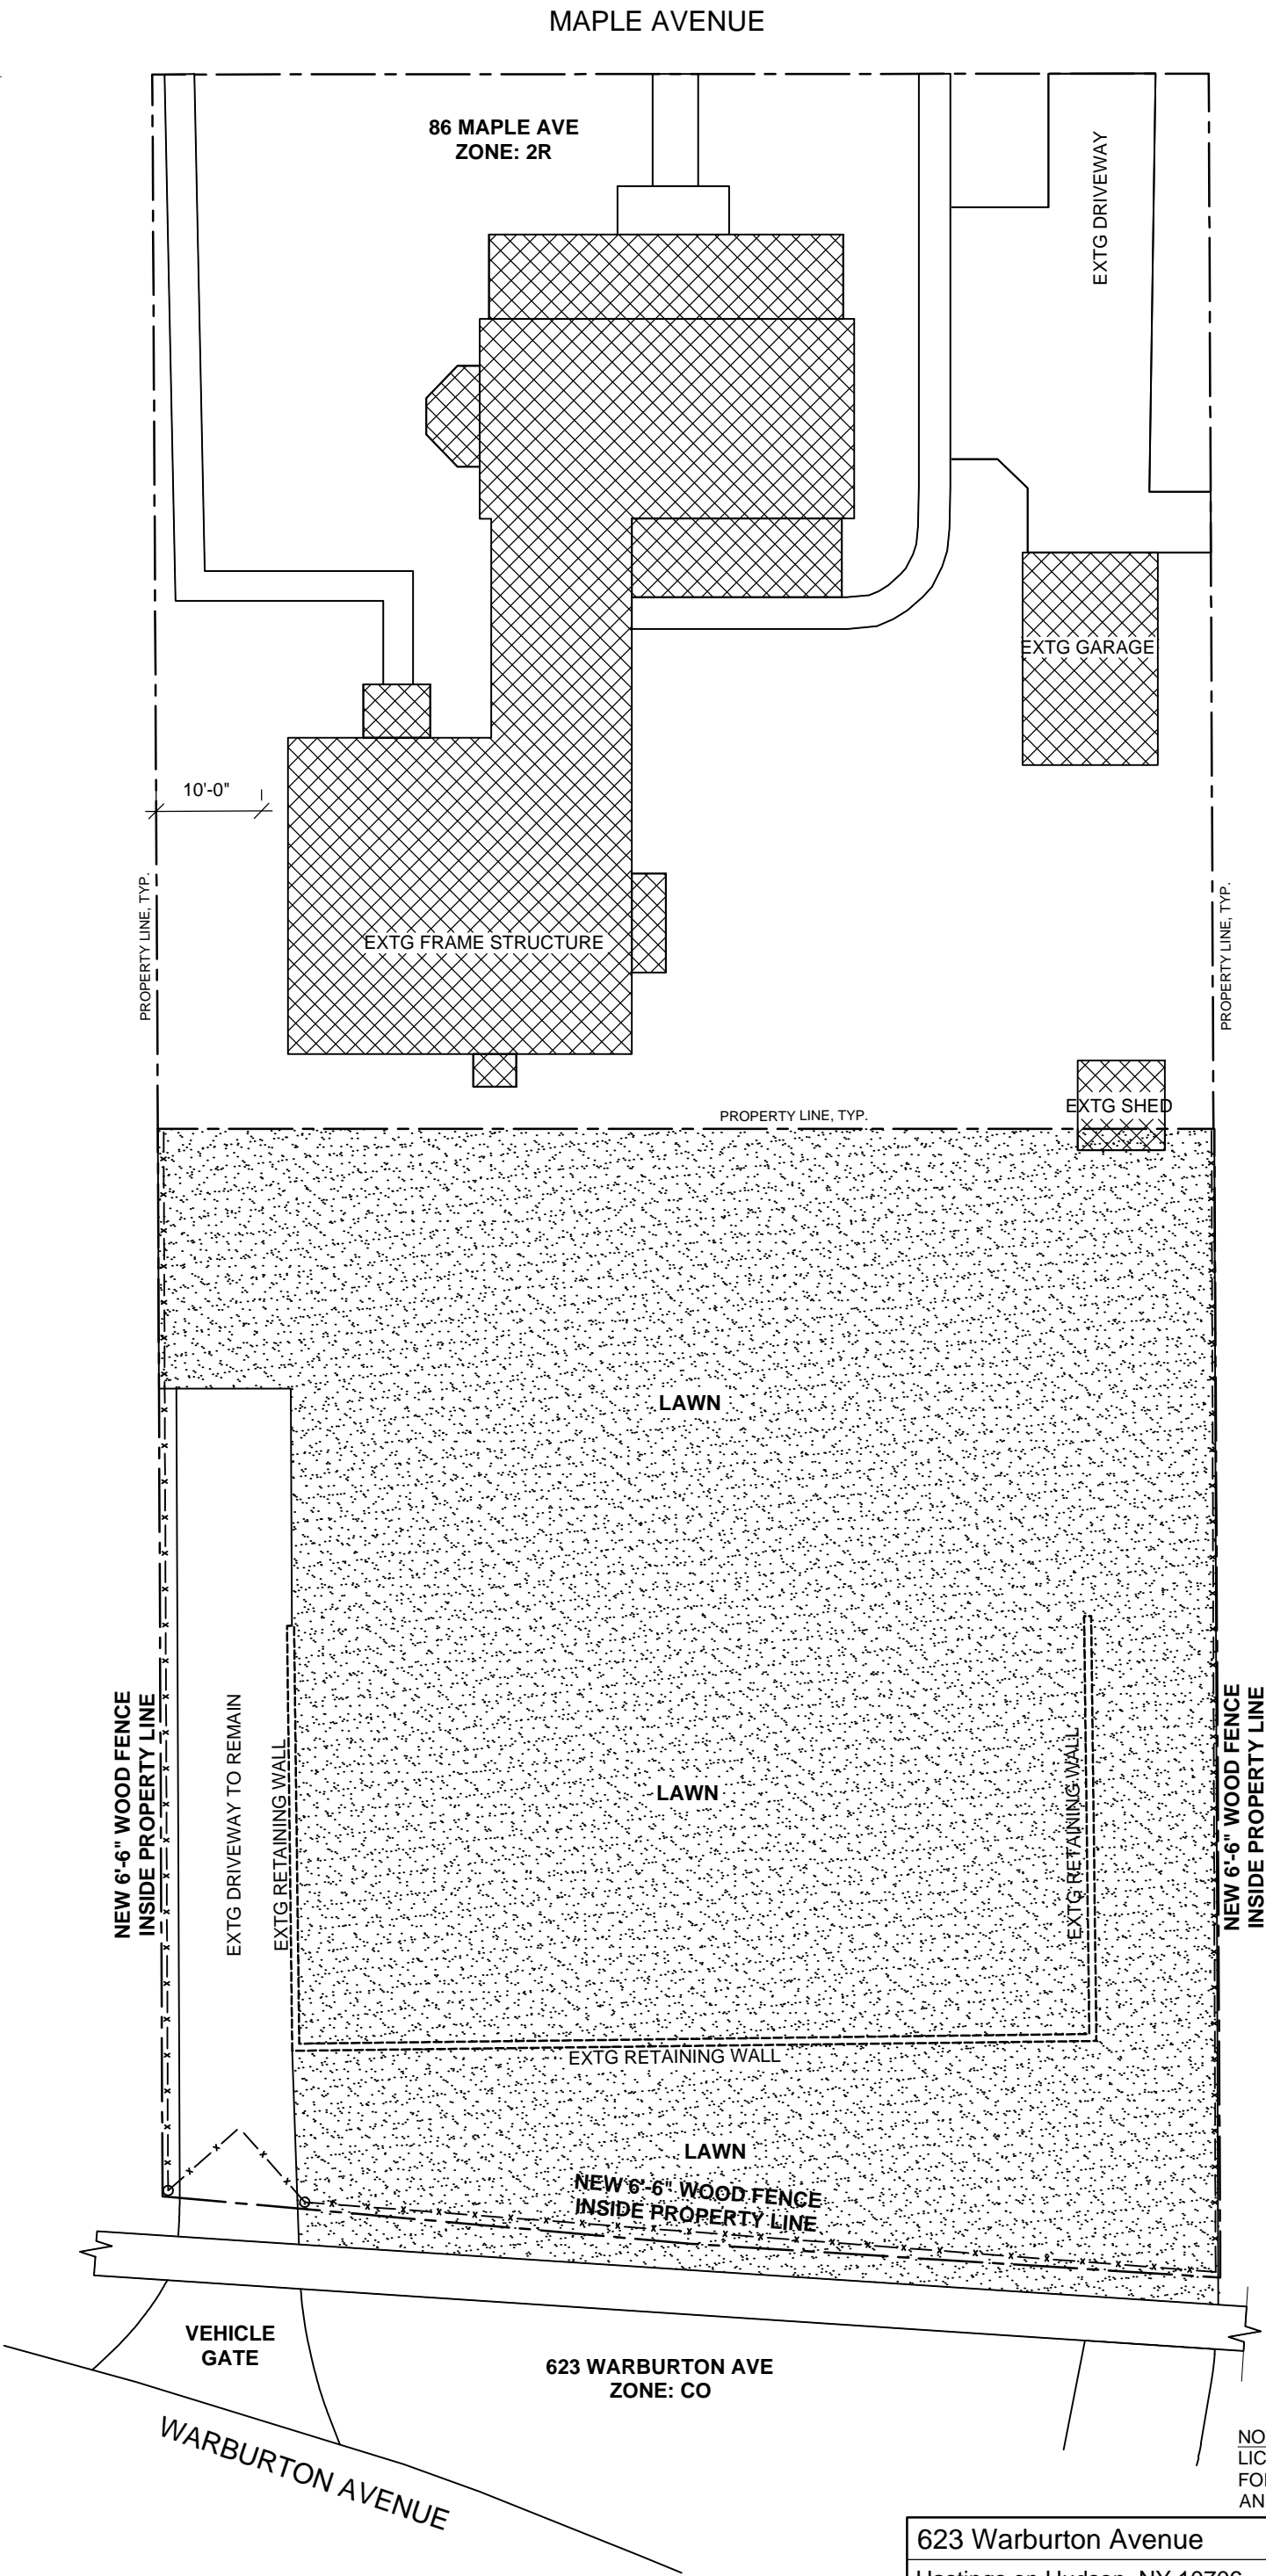 MAPLE AVENUE
86 MAPLE AVE
ZONE: 2R
EXTG DRIVEWAY
EXTG GARAGE
10'-0"
PROPERTY LINE, TYP.
EXTG FRAME STRUCTURE
PROPERTY LINE, TYP.
EXTG SHED
PROPERTY LINE, TYP.
LAWN
NEW 6'-6" WOOD FENCE
INSIDE PROPERTY LINE
EXTG DRIVEWAY TO REMAIN
EXTG RETAINING WALL
LAWN
EXTG RETAINING WALL
NEW 6'-6" WOOD FENCE
INSIDE PROPERTY LINE
EXTG RETAINING WALL
LAWN
NEW 6'-6" WOOD FENCE
INSIDE PROPERTY LINE
VEHICLE
GATE
623 WARBURTON AVE
ZONE: CO
WARBURTON AVENUE
623 Warburton Avenue